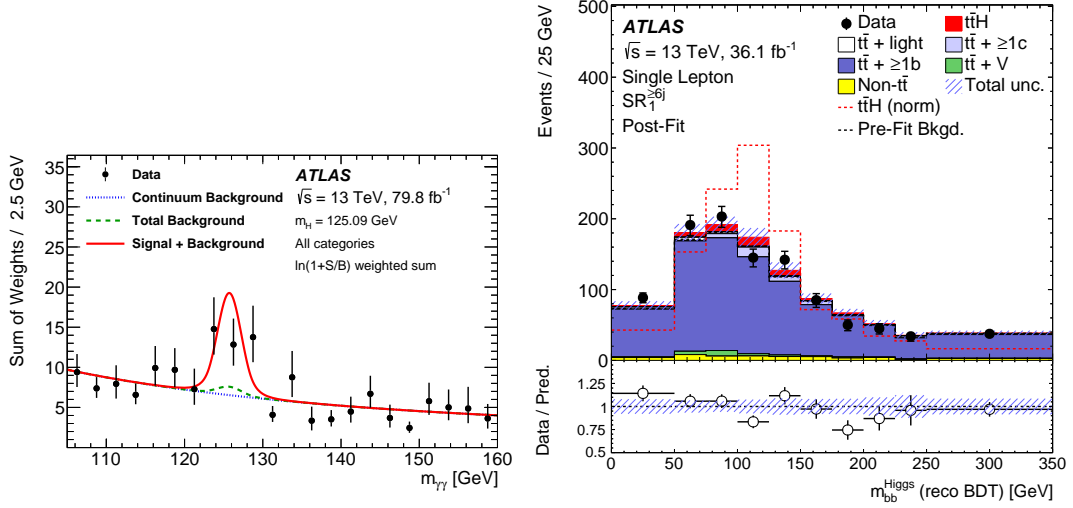 Sum of Weights / 2.5 GeV
35
30
25
20
15
10
5
Data
Continuum Background
Total Background
Signal + Background
ATLAS
√s = 13 TeV, 79.8 fb⁻¹
m_H = 125.09 GeV
All categories
ln(1+S/B) weighted sum
110 120 130 140 150 160
m_γγ [GeV]
Events / 25 GeV
500
400
300
200
100
0
ATLAS
√s = 13 TeV, 36.1 fb⁻¹
Single Lepton
SR₁^≥6j
Post-Fit
Data
tt̄H
tt̄ + light
tt̄ + ≥1c
tt̄ + ≥1b
tt̄ + V
Non-tt̄
Total unc.
tt̄H (norm)
Pre-Fit Bkgd.
Data / Pred.
1.25
1
0.75
0.5
0 50 100 150 200 250 300 350
m_bb^Higgs (reco BDT) [GeV]